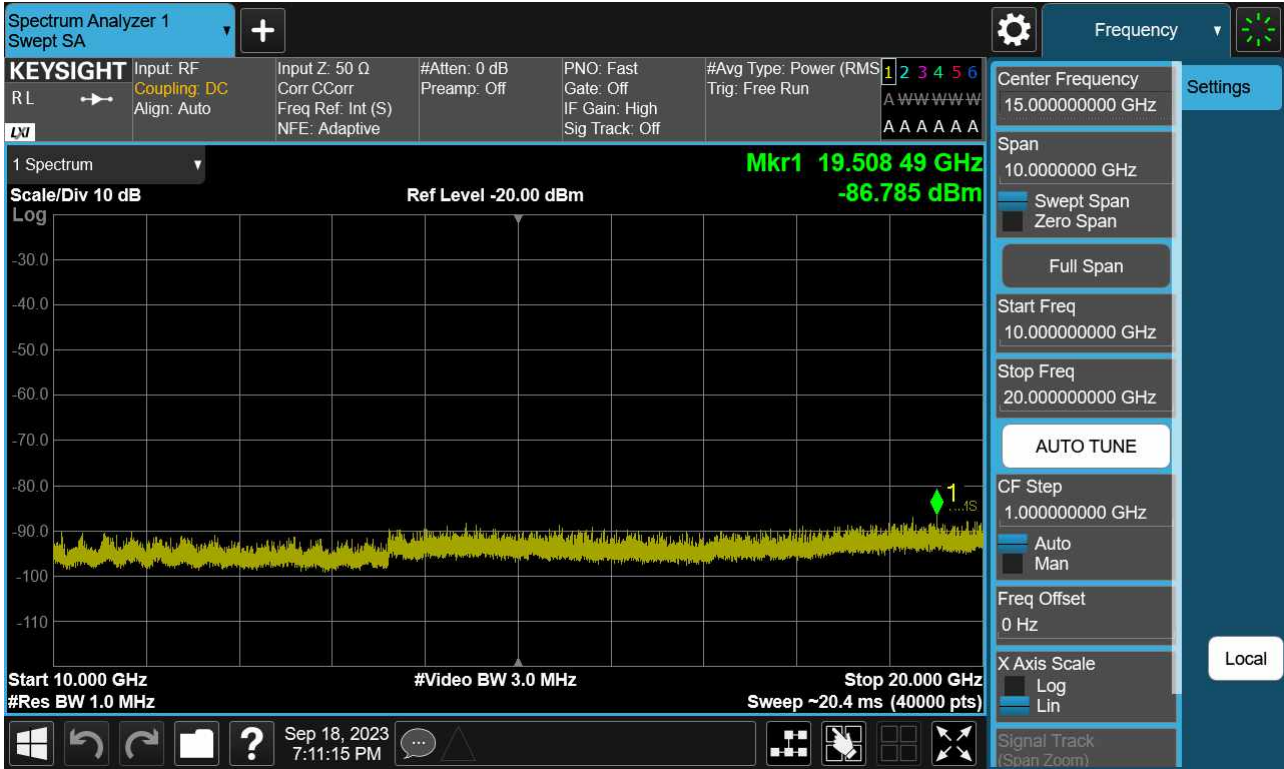 Spectrum Analyzer 1
Swept SA
Frequency
KEYSIGHT
R L
LXI
Input: RF
Coupling: DC
Align: Auto
Input Z: 50 Ω
Corr CCorr
Freq Ref: Int (S)
NFE: Adaptive
#Atten: 0 dB
Preamp: Off
PNO: Fast
Gate: Off
IF Gain: High
Sig Track: Off
#Avg Type: Power (RMS
Trig: Free Run
1 2 3 4 5 6
A W W W W W
A A A A A A
1 Spectrum
Scale/Div 10 dB
Log
Ref Level -20.00 dBm
Mkr1 19.508 49 GHz
-86.785 dBm
-30.0
-40.0
-50.0
-60.0
-70.0
-80.0
-90.0
-100
-110
1
Start 10.000 GHz
#Res BW 1.0 MHz
#Video BW 3.0 MHz
Stop 20.000 GHz
Sweep ~20.4 ms (40000 pts)
Sep 18, 2023
7:11:15 PM
Center Frequency
15.000000000 GHz
Span
10.0000000 GHz
Swept Span
Zero Span
Full Span
Start Freq
10.000000000 GHz
Stop Freq
20.000000000 GHz
AUTO TUNE
CF Step
1.000000000 GHz
Auto
Man
Freq Offset
0 Hz
X Axis Scale
Log
Lin
Signal Track
(Span Zoom)
Settings
Local